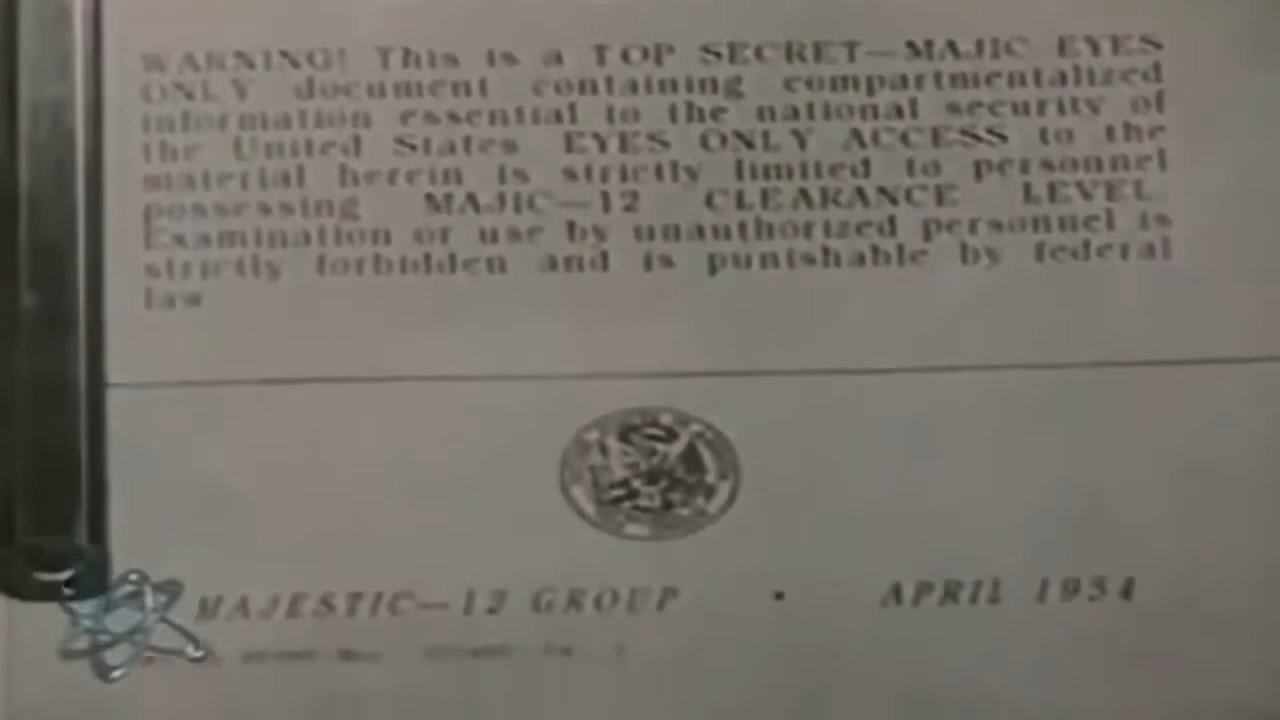 WARNING! This is a TOP SECRET—MAJIC EYES
ONLY document containing compartmentalized
information essential to the national security of
the United States EYES ONLY ACCESS to the
material herein is strictly limited to personnel
possessing MAJIC—12 CLEARANCE LEVEL.
Examination or use by unauthorized personnel is
strictly forbidden and is punishable by federal
law
MAJESTIC—12 GROUP • APRIL 1954